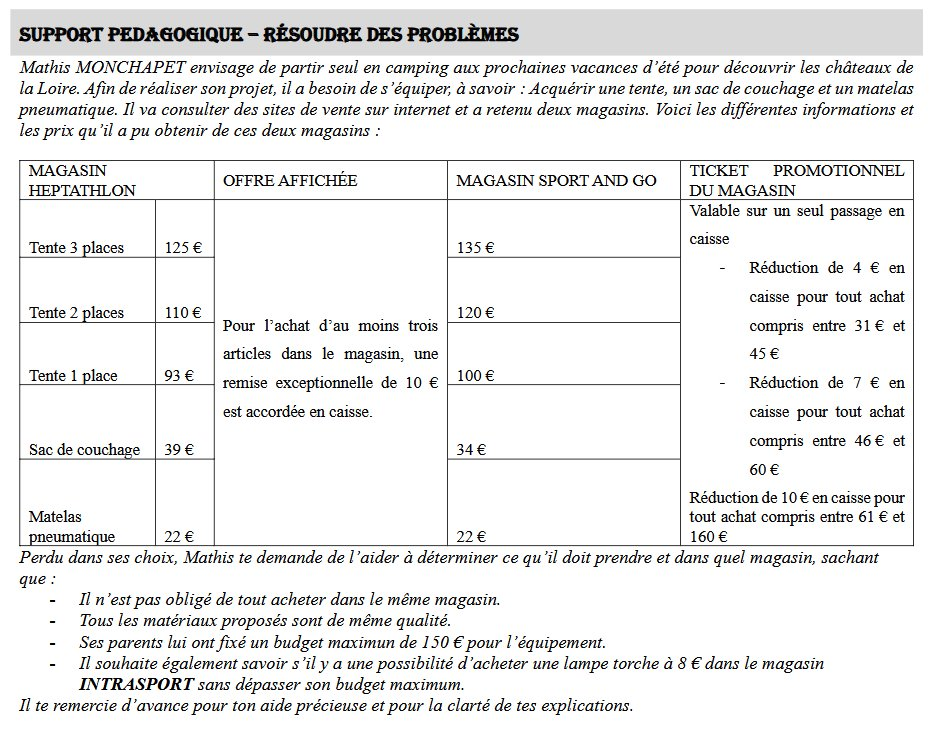 SUPPORT PEDAGOGIQUE – RÉSOUDRE DES PROBLÈMES
Mathis MONCHAPET envisage de partir seul en camping aux prochaines vacances d’été pour découvrir les châteaux de
la Loire. Afin de réaliser son projet, il a besoin de s’équiper, à savoir : Acquérir une tente, un sac de couchage et un matelas
pneumatique. Il va consulter des sites de vente sur internet et a retenu deux magasins. Voici les différentes informations et
les prix qu’il a pu obtenir de ces deux magasins :
MAGASIN
HEPTATHLON
OFFRE AFFICHÉE
MAGASIN SPORT AND GO
TICKET PROMOTIONNEL
DU MAGASIN
Tente 3 places
125 €
Tente 2 places
110 €
Tente 1 place
93 €
Sac de couchage
39 €
Matelas
pneumatique
22 €
Pour l’achat d’au moins trois
articles dans le magasin, une
remise exceptionnelle de 10 €
est accordée en caisse.
135 €
120 €
100 €
34 €
22 €
Valable sur un seul passage en
caisse
- Réduction de 4 € en
caisse pour tout achat
compris entre 31 € et
45 €
- Réduction de 7 € en
caisse pour tout achat
compris entre 46 € et
60 €
Réduction de 10 € en caisse pour
tout achat compris entre 61 € et
160 €
Perdu dans ses choix, Mathis te demande de l’aider à déterminer ce qu’il doit prendre et dans quel magasin, sachant
que :
- Il n’est pas obligé de tout acheter dans le même magasin.
- Tous les matériaux proposés sont de même qualité.
- Ses parents lui ont fixé un budget maximun de 150 € pour l’équipement.
- Il souhaite également savoir s’il y a une possibilité d’acheter une lampe torche à 8 € dans le magasin
INTRASPORT sans dépasser son budget maximum.
Il te remercie d’avance pour ton aide précieuse et pour la clarté de tes explications.